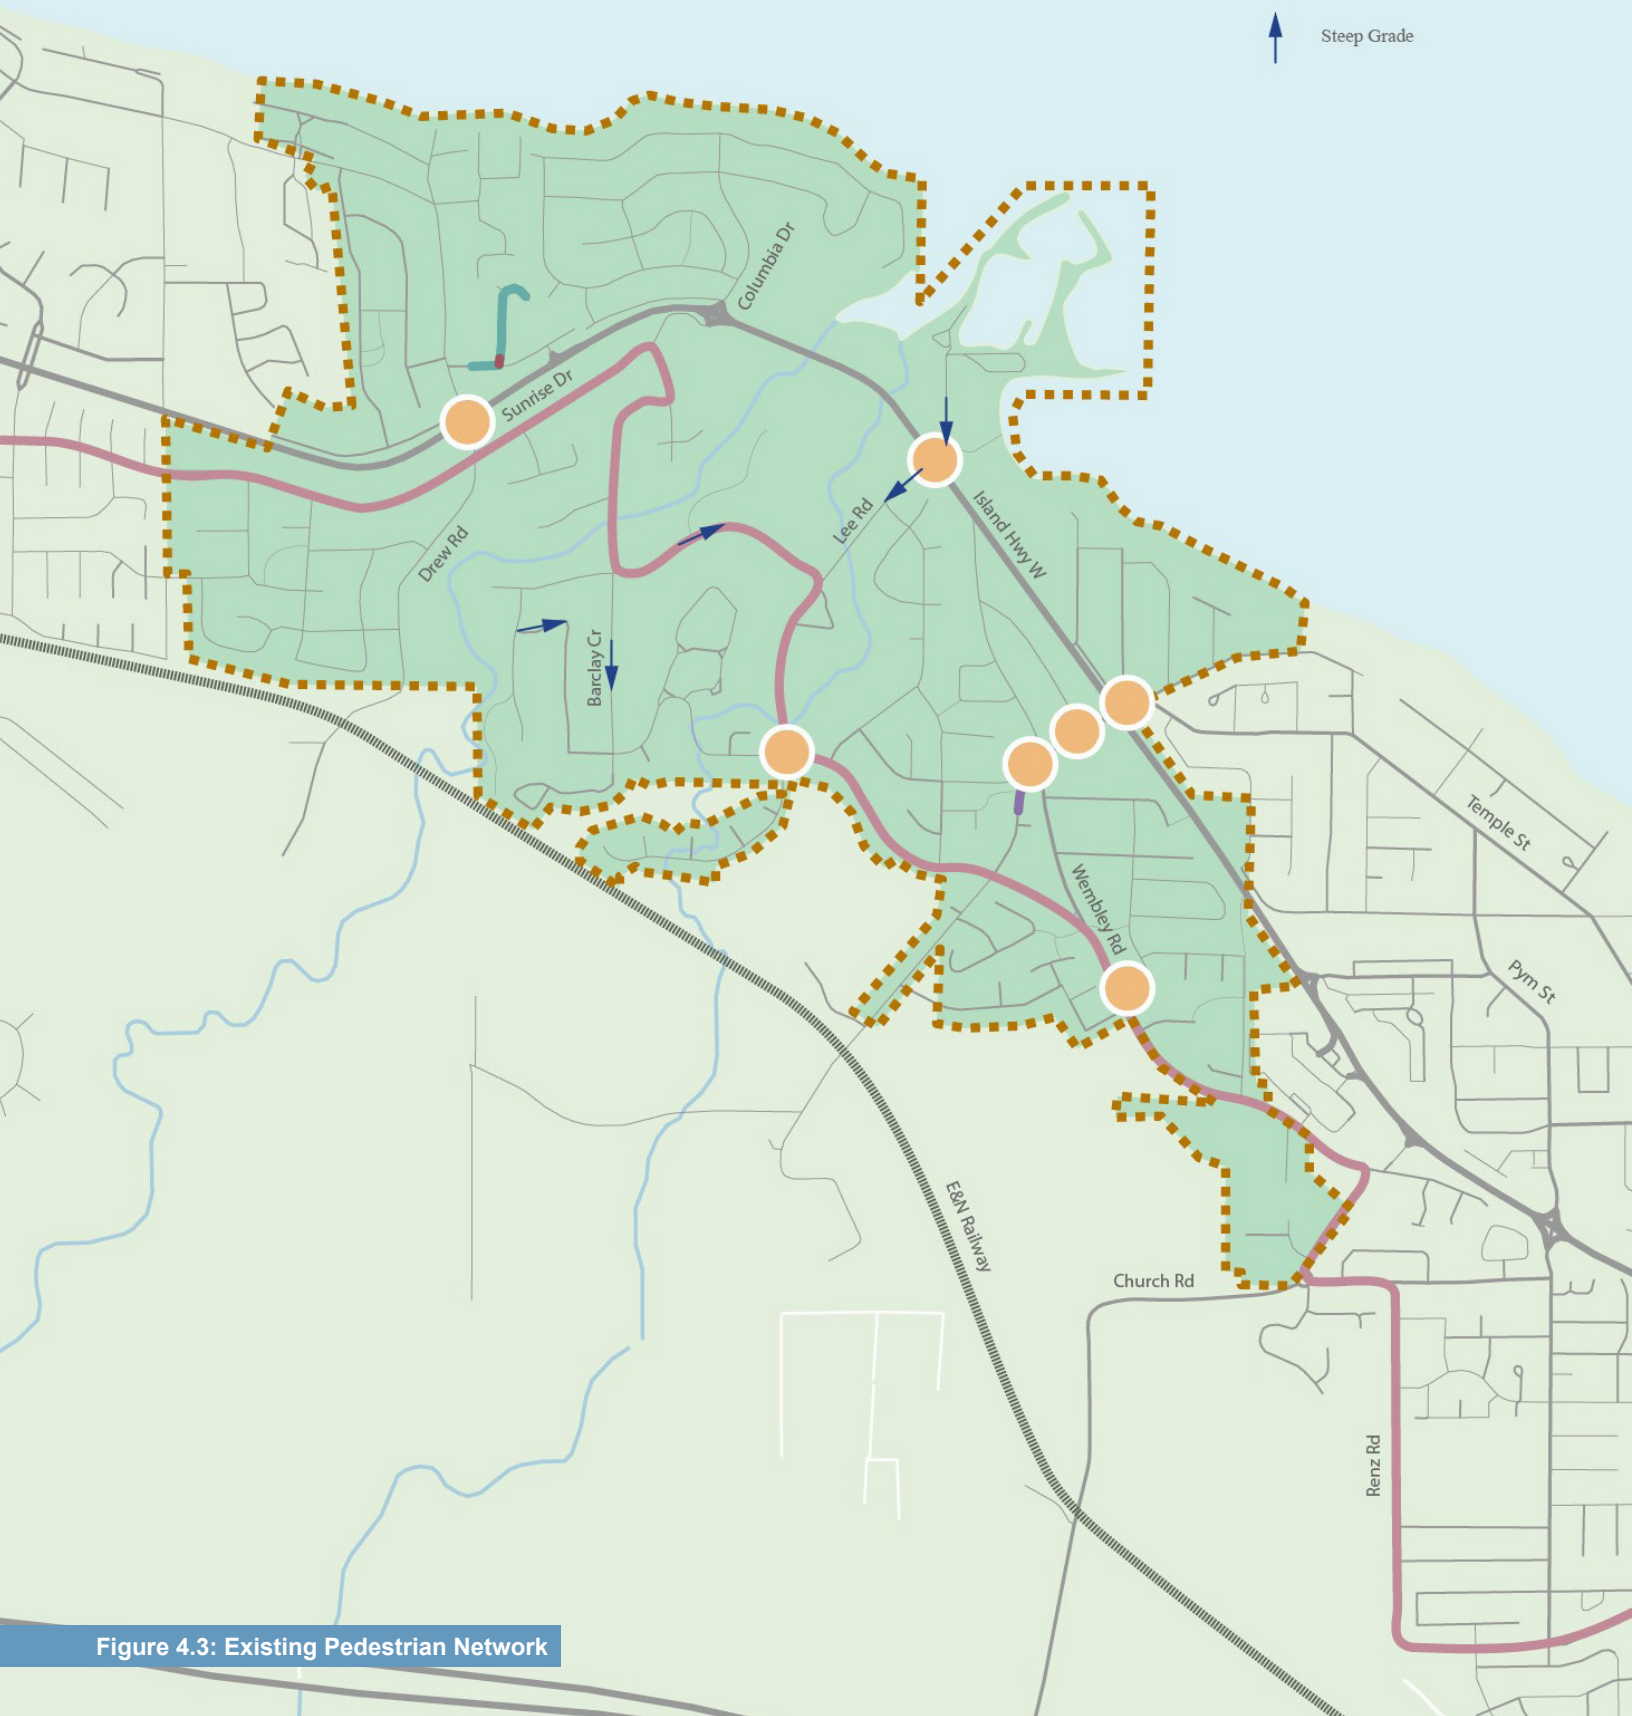 Steep Grade
Columbia Dr
Sunrise Dr
Island Hwy W
Lee Rd
Drew Rd
Barclay Cr
Temple St
Wembley Rd
Pym St
E&N Railway
Church Rd
Renz Rd
Figure 4.3: Existing Pedestrian Network